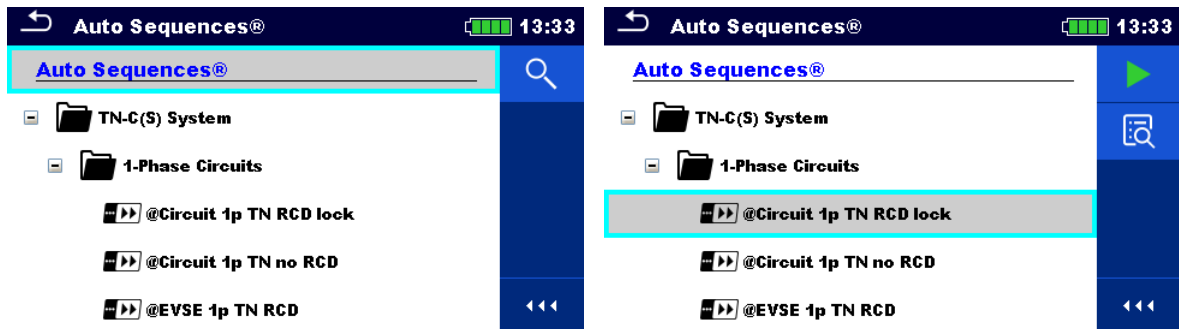 Auto Sequences® 13:33
Auto Sequences®
TN-C(S) System
1-Phase Circuits
@Circuit 1p TN RCD lock
@Circuit 1p TN no RCD
@EVSE 1p TN RCD
Auto Sequences® 13:33
Auto Sequences®
TN-C(S) System
1-Phase Circuits
@Circuit 1p TN RCD lock
@Circuit 1p TN no RCD
@EVSE 1p TN RCD